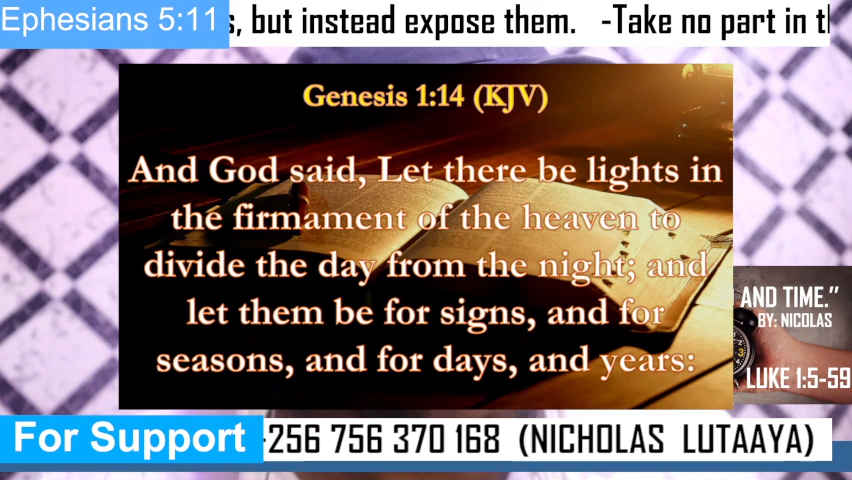 Ephesians 5:11
, but instead expose them. -Take no part in
Genesis 1:14 (KJV)
And God said, Let there be lights in
the firmament of the heaven to
divide the day from the night; and
let them be for signs, and for
seasons, and for days, and years:
AND TIME.”
BY: NICOLAS
LUKE 1:5-59
For Support
256 756 370 168 (NICHOLAS LUTAAYA)